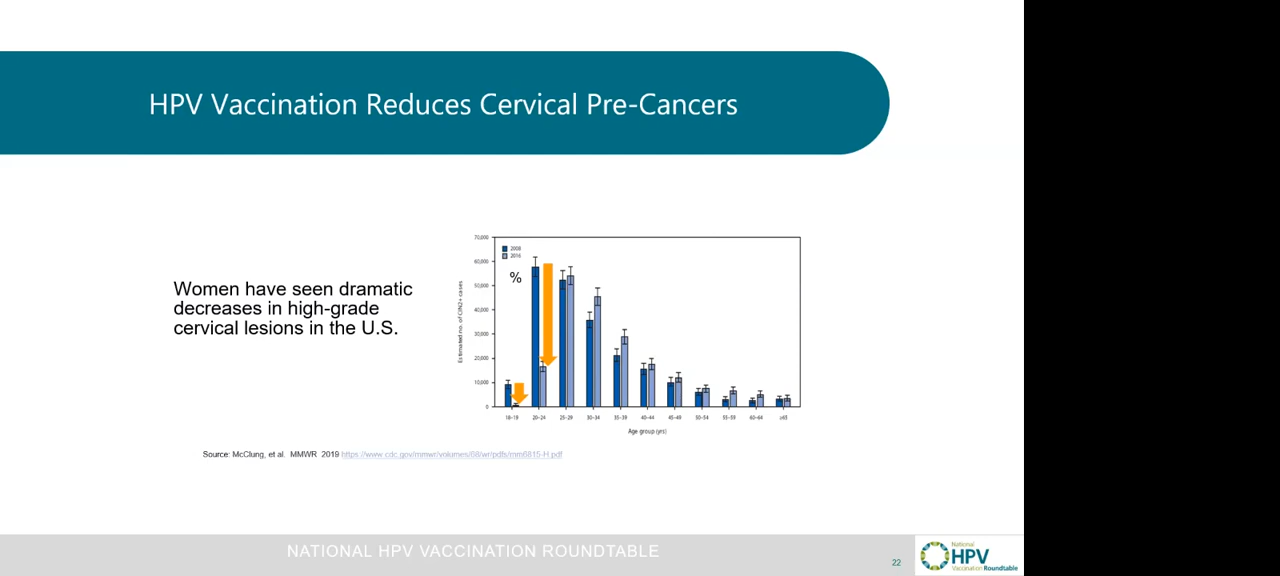 HPV Vaccination Reduces Cervical Pre-Cancers
Women have seen dramatic
decreases in high-grade
cervical lesions in the U.S.
70,000
60,000
50,000
40,000
30,000
20,000
10,000
0
2008
2016
%
Estimated no. of CIN2+ cases
18–19
20–24
25–29
30–34
35–39
40–44
45–49
50–54
55–59
60–64
≥65
Age group (yrs)
Source: McClung, et al. MMWR 2019 https://www.cdc.gov/mmwr/volumes/68/wr/pdfs/mm6815-H.pdf
NATIONAL HPV VACCINATION ROUNDTABLE
22
National
HPV
Vaccination Roundtable